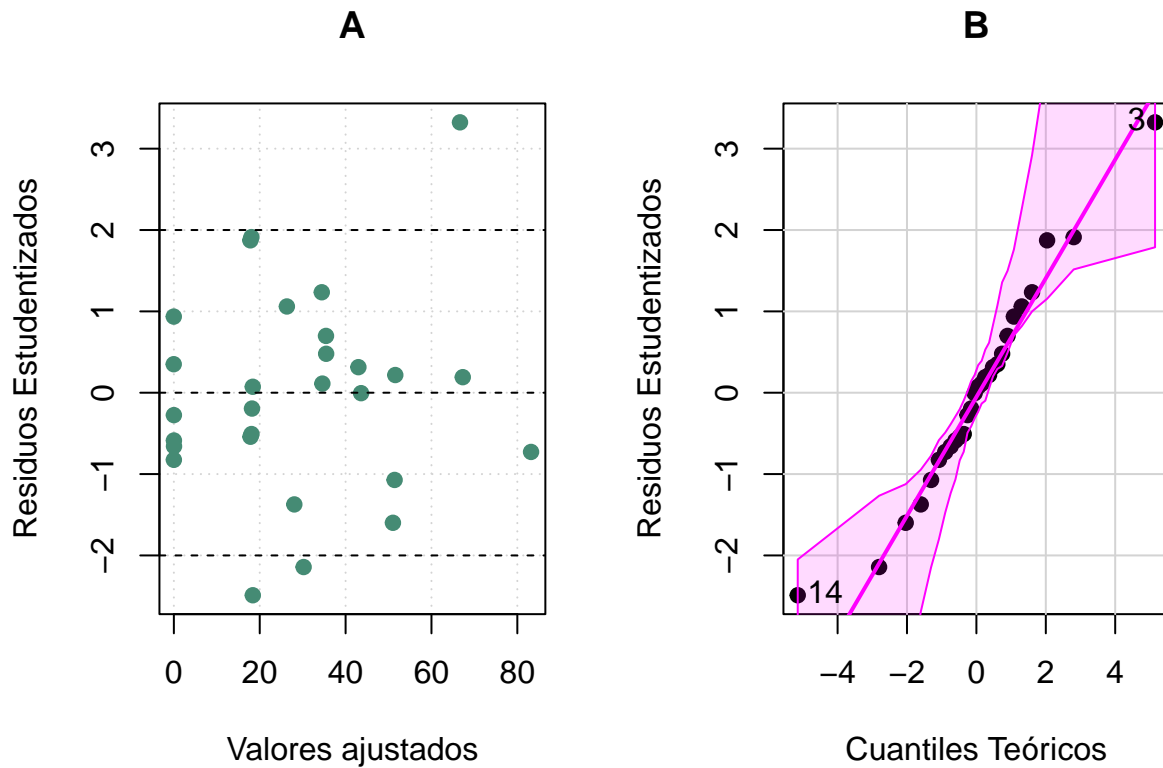 A
Residuos Estudentizados
3
2
1
0
−1
−2
0 20 40 60 80
Valores ajustados
B
Residuos Estudentizados
3
2
1
0
−1
−2
3
14
−4 −2 0 2 4
Cuantiles Teóricos